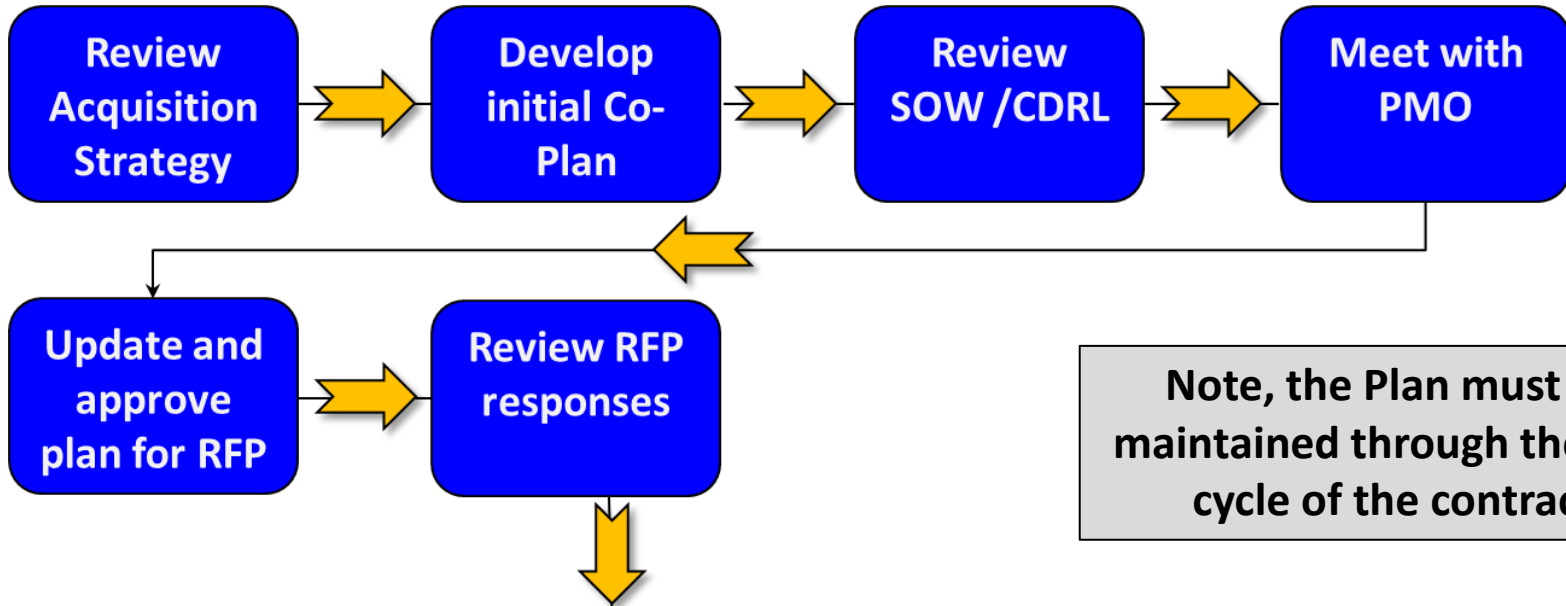 Review
Acquisition
Strategy
Develop
initial Co-
Plan
Review
SOW /CDRL
Meet with
PMO
Update and
approve
plan for RFP
Review RFP
responses
Note, the Plan must
maintained through the
cycle of the contrac